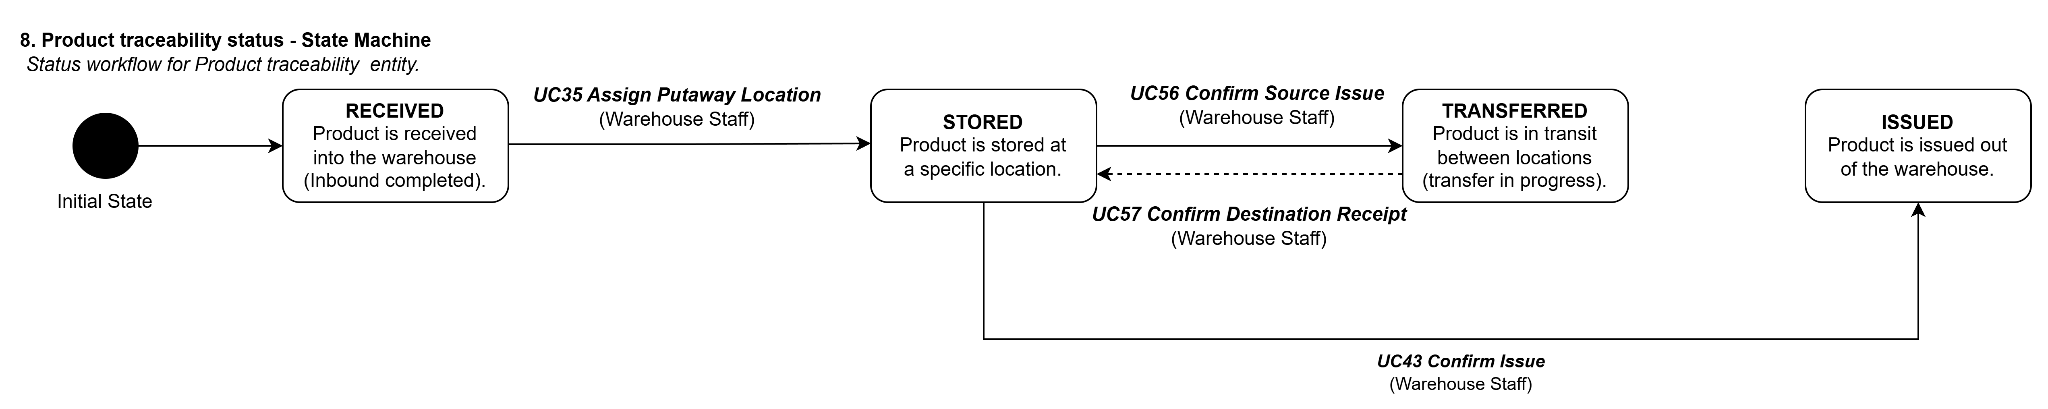 8. Product traceability status - State Machine
Status workflow for Product traceability entity.
Initial State
RECEIVED
Product is received
into the warehouse
(Inbound completed).
UC35 Assign Putaway Location
(Warehouse Staff)
STORED
Product is stored at
a specific location.
UC56 Confirm Source Issue
(Warehouse Staff)
UC57 Confirm Destination Receipt
(Warehouse Staff)
TRANSFERRED
Product is in transit
between locations
(transfer in progress).
ISSUED
Product is issued out
of the warehouse.
UC43 Confirm Issue
(Warehouse Staff)